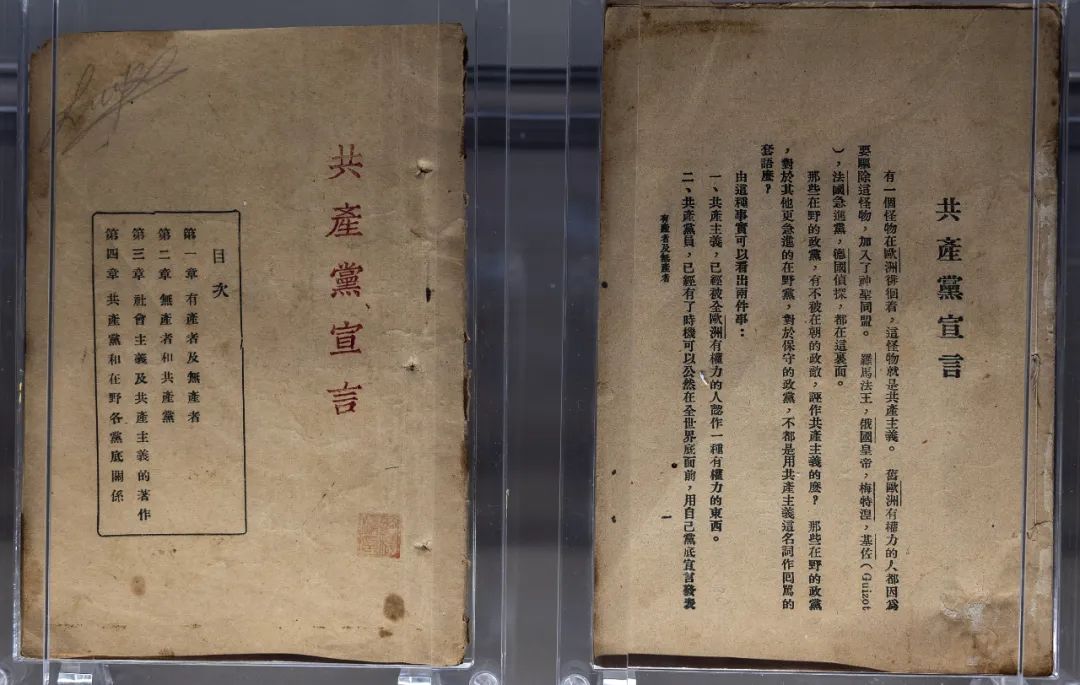 共產黨宣言
目次
第一章 有產者及無產者
第二章 無產者和共產黨
第三章 社會主義及共產主義的著作
第四章 共產黨和在野各黨底關係
共產黨宣言
有一個怪物在歐洲徘徊着，這怪物就是共產主義。 舊歐洲有權力的人都因爲
要驅除這怪物，加入了神聖同盟。 羅馬法王，俄國皇帝，梅特涅，基佐（Guizot
），法國急進黨，德國偵探，都在這裏面。
那些在野的政黨，有不被在朝的政敵，誣作共產主義的麼？ 那些在野的政黨
，對於其他更急進的在野黨，對於保守的政黨，不都是用共產主義這名詞作回罵的
套語麼？
由這種事實可以看出兩件事：
一、共產主義，已經被全歐洲有權力的人認作一種有權力的東西。
二、共產黨員，已經有了時機可以公然在全世界底面前，用自己黨底宣言發表
有產者及無產者
一